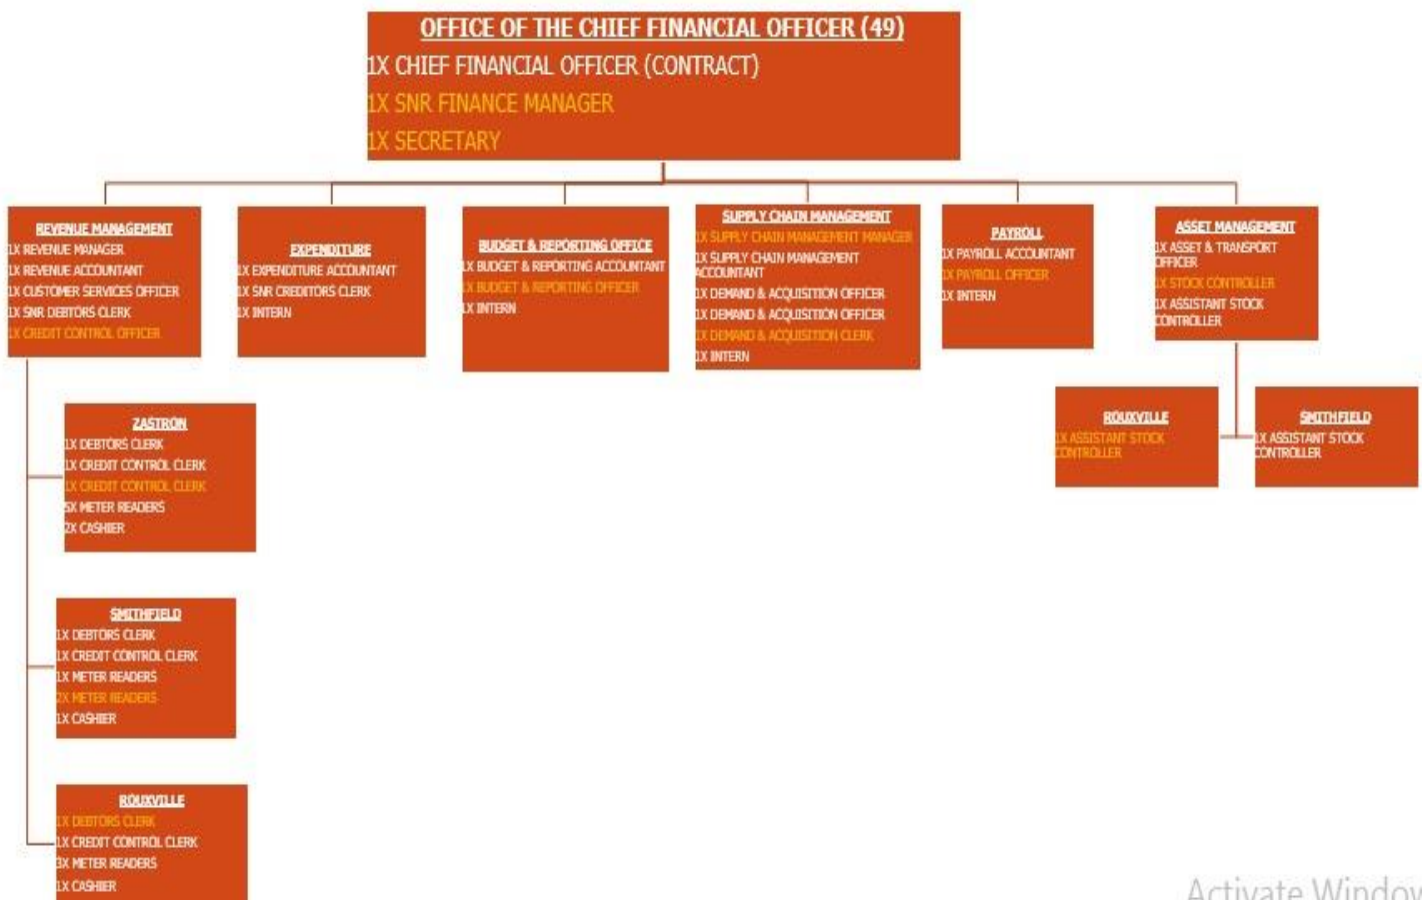 OFFICE OF THE CHIEF FINANCIAL OFFICER (49)
1X CHIEF FINANCIAL OFFICER (CONTRACT)
1X SNR FINANCE MANAGER
1X SECRETARY
REVENUE MANAGEMENT
1X REVENUE MANAGER
1X REVENUE ACCOUNTANT
1X CUSTOMER SERVICES OFFICER
1X SNR DEBTORS CLERK
1X CREDIT CONTROL OFFICER
EXPENDITURE
1X EXPENDITURE ACCOUNTANT
1X SNR CREDITORS CLERK
1X INTERN
BUDGET & REPORTING OFFICE
1X BUDGET & REPORTING ACCOUNTANT
1X BUDGET & REPORTING OFFICER
1X INTERN
SUPPLY CHAIN MANAGEMENT
1X SUPPLY CHAIN MANAGEMENT MANAGER
1X SUPPLY CHAIN MANAGEMENT
ACCOUNTANT
1X DEMAND & ACQUISITION OFFICER
1X DEMAND & ACQUISITION OFFICER
1X DEMAND & ACQUISITION CLERK
1X INTERN
PAYROLL
1X PAYROLL ACCOUNTANT
1X PAYROLL OFFICER
1X INTERN
ASSET MANAGEMENT
1X ASSET & TRANSPORT
OFFICER
1X STOCK CONTROLLER
1X ASSISTANT STOCK
CONTROLLER
ROUXVILLE
1X ASSISTANT STOCK
CONTROLLER
SMITHFIELD
1X ASSISTANT STOCK
CONTROLLER
ZASTRON
1X DEBTORS CLERK
1X CREDIT CONTROL CLERK
1X CREDIT CONTROL CLERK
5X METER READERS
2X CASHIER
SMITHFIELD
1X DEBTORS CLERK
1X CREDIT CONTROL CLERK
1X METER READERS
2X METER READERS
1X CASHIER
ROUXVILLE
1X DEBTORS CLERK
1X CREDIT CONTROL CLERK
3X METER READERS
1X CASHIER
Activate Window